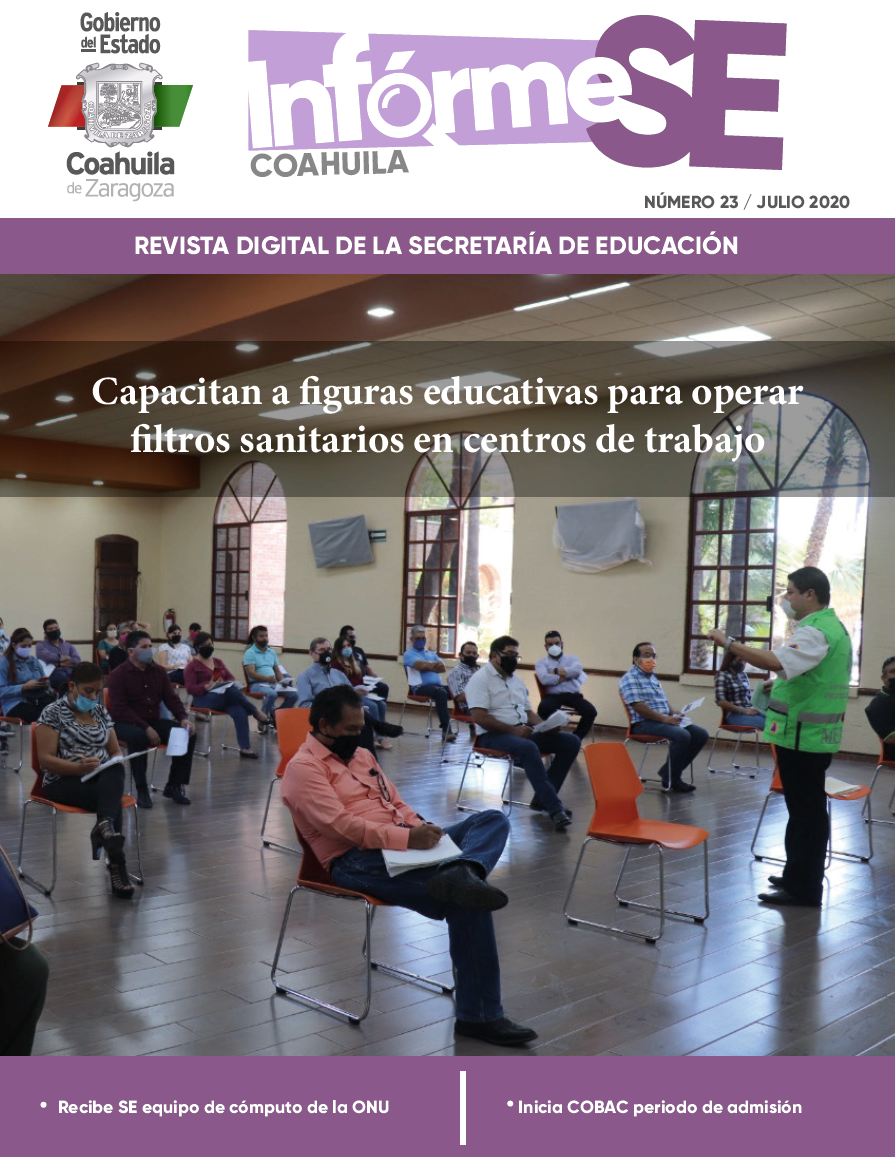 Gobierno
del Estado
Coahuila
de Zaragoza
InfórmeSE
COAHUILA
NÚMERO 23 / JULIO 2020
REVISTA DIGITAL DE LA SECRETARÍA DE EDUCACIÓN
Capacitan a figuras educativas para operar
filtros sanitarios en centros de trabajo
• Recibe SE equipo de cómputo de la ONU
• Inicia COBAC periodo de admisión